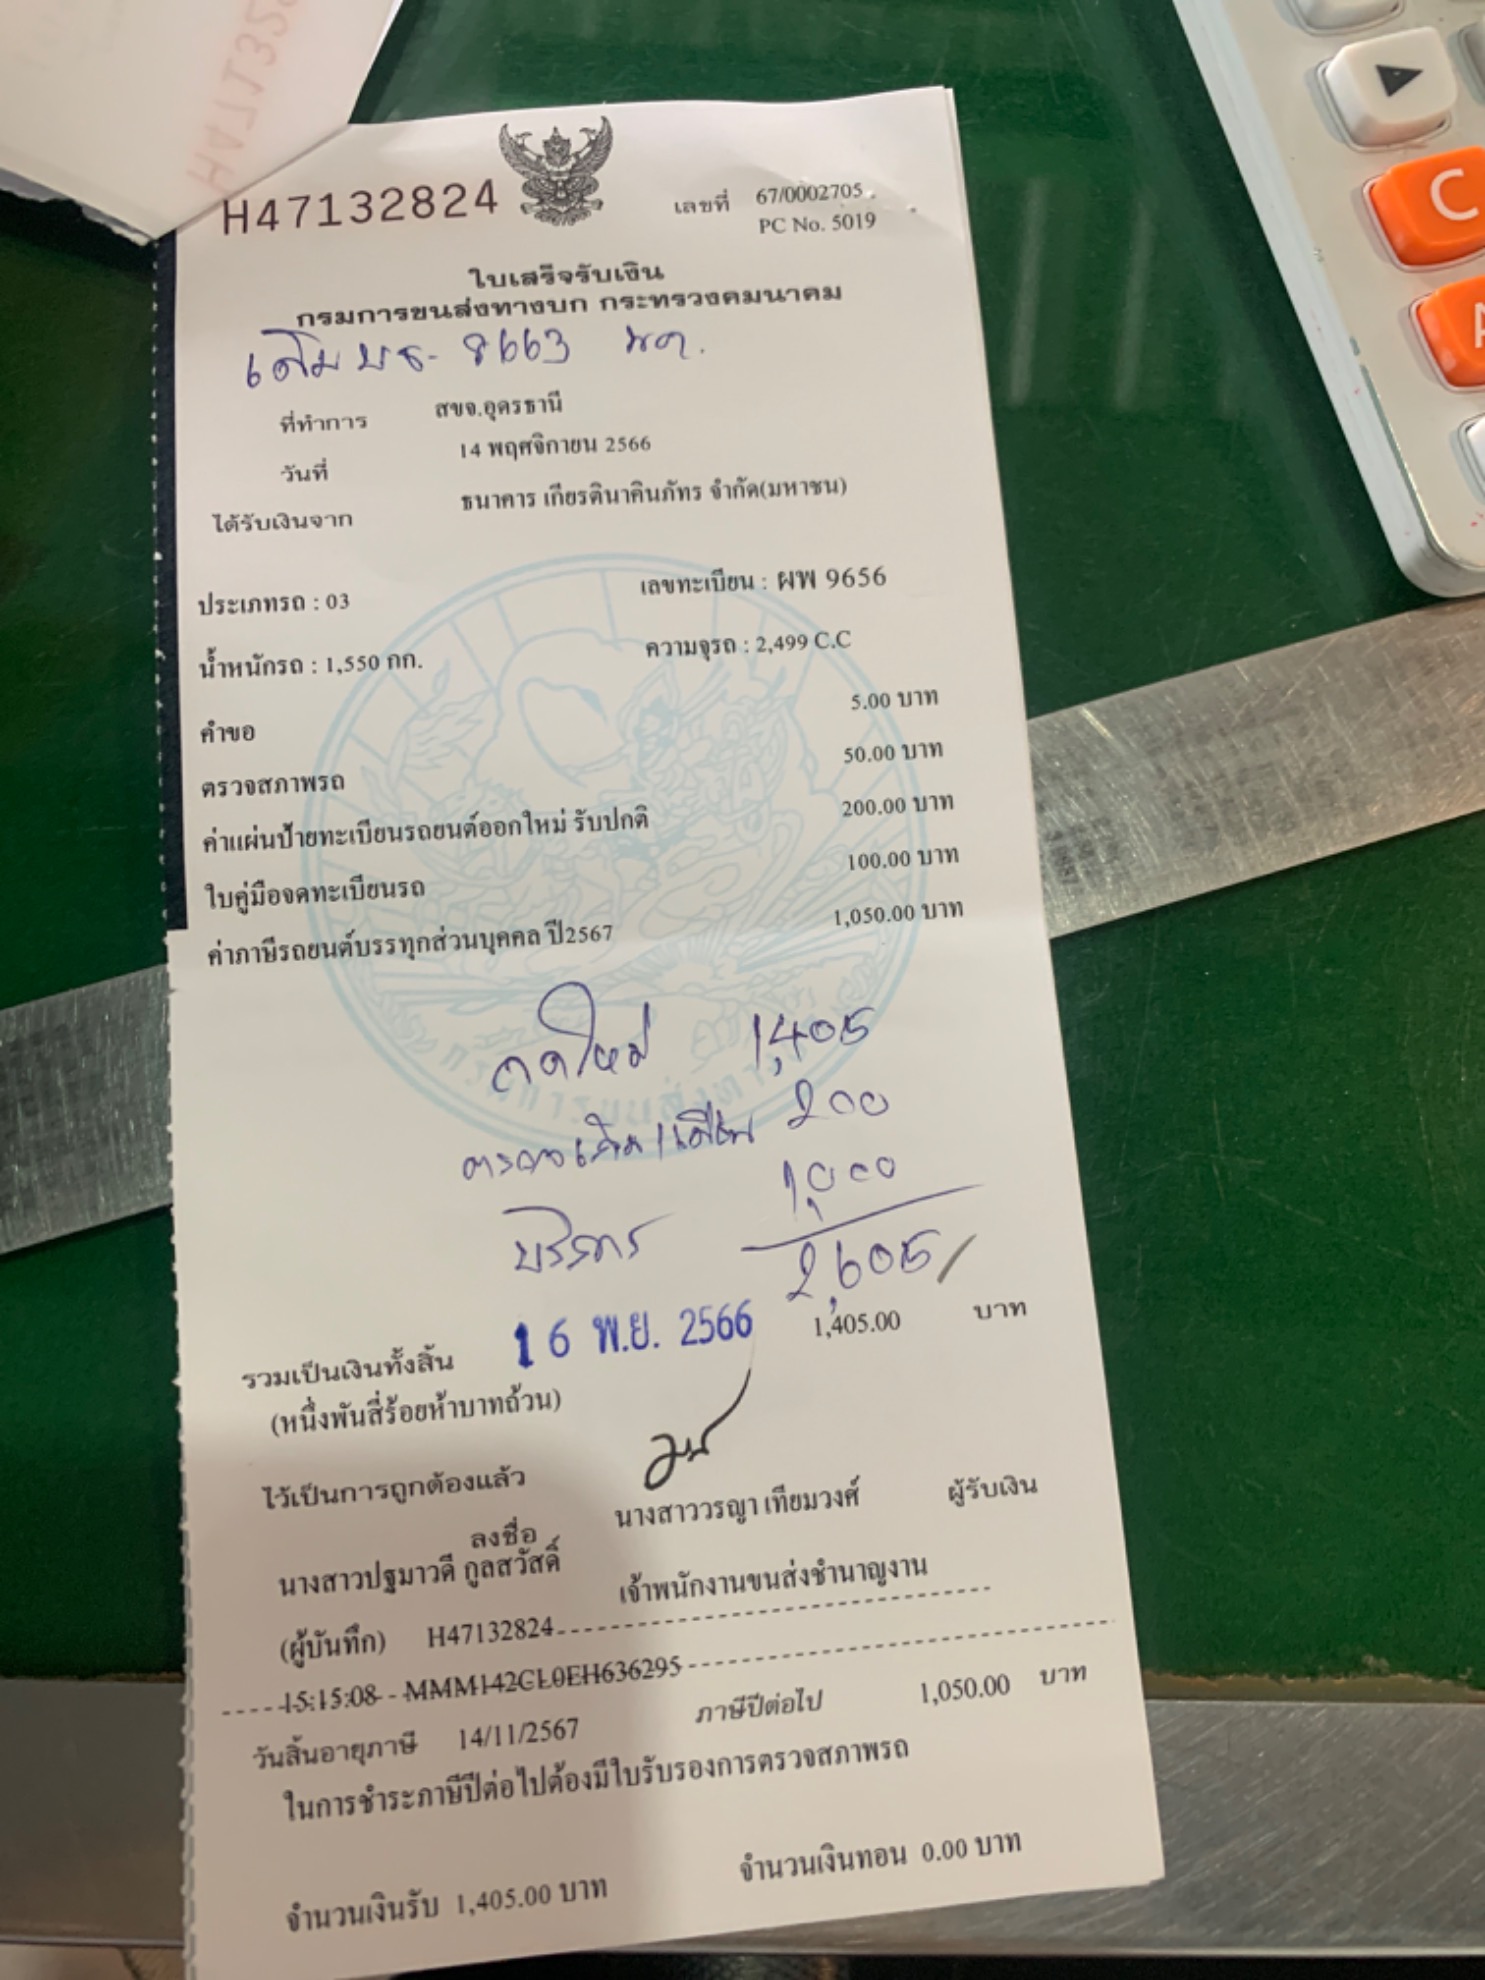 H47132824
เลขที่ 67/0002705
PC No. 5019
ใบเสร็จรับเงิน
กรมการขนส่งทางบก กระทรวงคมนาคม
เดิม บธ- 8663 มค.
ที่ทำการ สขจ.อุดรธานี
วันที่ 14 พฤศจิกายน 2566
ได้รับเงินจาก ธนาคาร เกียรตินาคินภัทร จำกัด(มหาชน)
ประเภทรถ : 03 เลขทะเบียน : ผพ 9656
น้ำหนักรถ : 1,550 กก. ความจุรถ : 2,499 C.C
คำขอ 5.00 บาท
ตรวจสภาพรถ 50.00 บาท
ค่าแผ่นป้ายทะเบียนรถยนต์ออกใหม่ รับปกติ 200.00 บาท
ใบคู่มือจดทะเบียนรถ 100.00 บาท
ค่าภาษีรถยนต์บรรทุกส่วนบุคคล ปี2567 1,050.00 บาท
จดใหม่ 1,405
200
บริการ 1,000
2,605/
16 พ.ย. 2566
รวมเป็นเงินทั้งสิ้น 1,405.00 บาท
(หนึ่งพันสี่ร้อยห้าบาทถ้วน)
ไว้เป็นการถูกต้องแล้ว
ลงชื่อ นางสาววรญา เทียมวงศ์ ผู้รับเงิน
นางสาวปฐมาวดี กูลสวัสดิ์ เจ้าพนักงานขนส่งชำนาญงาน
(ผู้บันทึก) H47132824
15:15:08 MMM142CL0EH636295
วันสิ้นอายุภาษี 14/11/2567 ภาษีปีต่อไป 1,050.00 บาท
ในการชำระภาษีปีต่อไปต้องมีใบรับรองการตรวจสภาพรถ
จำนวนเงินรับ 1,405.00 บาท จำนวนเงินทอน 0.00 บาท
C